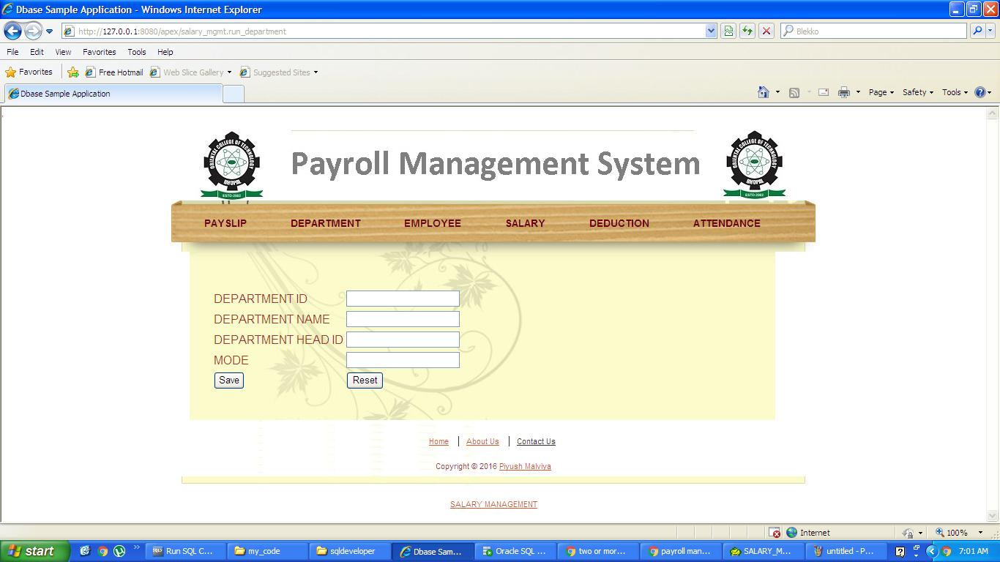 Dbase Sample Application - Windows Internet Explorer
http://127.0.0.1:8080/apex/salary_mgmt.run_department
Blekko
File Edit View Favorites Tools Help
Favorites Free Hotmail Web Slice Gallery Suggested Sites
Dbase Sample Application
Page Safety Tools
ORIENTAL COLLEGE OF TECHNOLOGY BHOPAL ESTD-2002
Payroll Management System
ORIENTAL COLLEGE OF TECHNOLOGY BHOPAL ESTD-2002
PAYSLIP DEPARTMENT EMPLOYEE SALARY DEDUCTION ATTENDANCE
DEPARTMENT ID
DEPARTMENT NAME
DEPARTMENT HEAD ID
MODE
Save Reset
Home | About Us | Contact Us
Copyright © 2016 Piyush Malviya
SALARY MANAGEMENT
Internet 100%
start Run SQL C... my_code sqldeveloper Dbase Sam... Oracle SQL ... two or mor... payroll man... SALARY_M... untitled - P... 7:01 AM